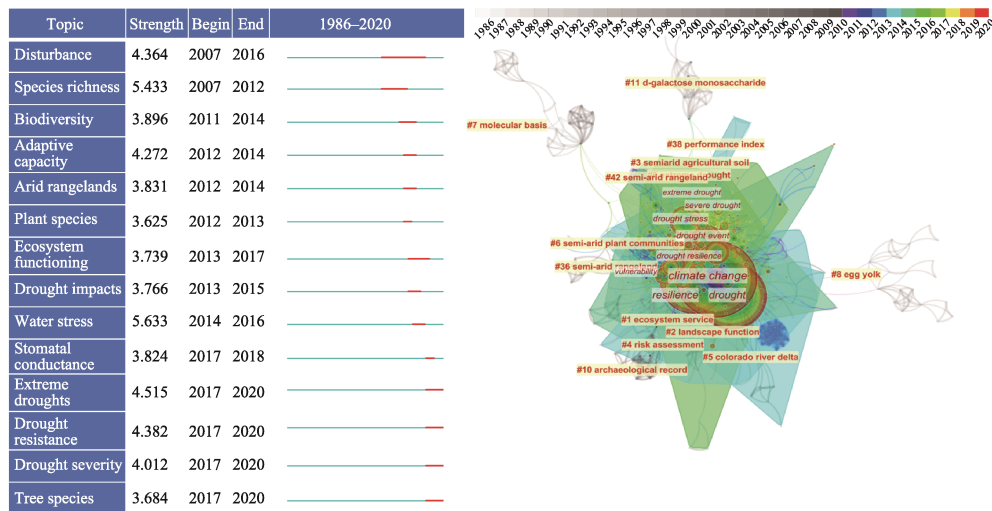 Topic Strength Begin End 1986–2020
Disturbance 4.364 2007 2016
Species richness 5.433 2007 2012
Biodiversity 3.896 2011 2014
Adaptive
capacity 4.272 2012 2014
Arid rangelands 3.831 2012 2014
Plant species 3.625 2012 2013
Ecosystem
functioning 3.739 2013 2017
Drought impacts 3.766 2013 2015
Water stress 5.633 2014 2016
Stomatal
conductance 3.824 2017 2018
Extreme
droughts 4.515 2017 2020
Drought
resistance 4.382 2017 2020
Drought severity 4.012 2017 2020
Tree species 3.684 2017 2020
1986 1987 1988 1989 1990 1991 1992 1993 1994 1995 1996 1997 1998 1999 2000 2001 2002 2003 2004 2005 2006 2007 2008 2009 2010 2011 2012 2013 2014 2015 2016 2017 2018 2019 2020
#11 d-galactose monosaccharide
#7 molecular basis
#38 performance index
#3 semiarid agricultural soil
#42 semi-arid rangeland
extreme drought
severe drought
drought stress
drought event
#6 semi-arid plant communities
drought resilience
#36 semi-arid rangeland
vulnerability
climate change
#8 egg yolk
resilience drought
#1 ecosystem service
#2 landscape function
#4 risk assessment
#5 colorado river delta
#10 archaeological record